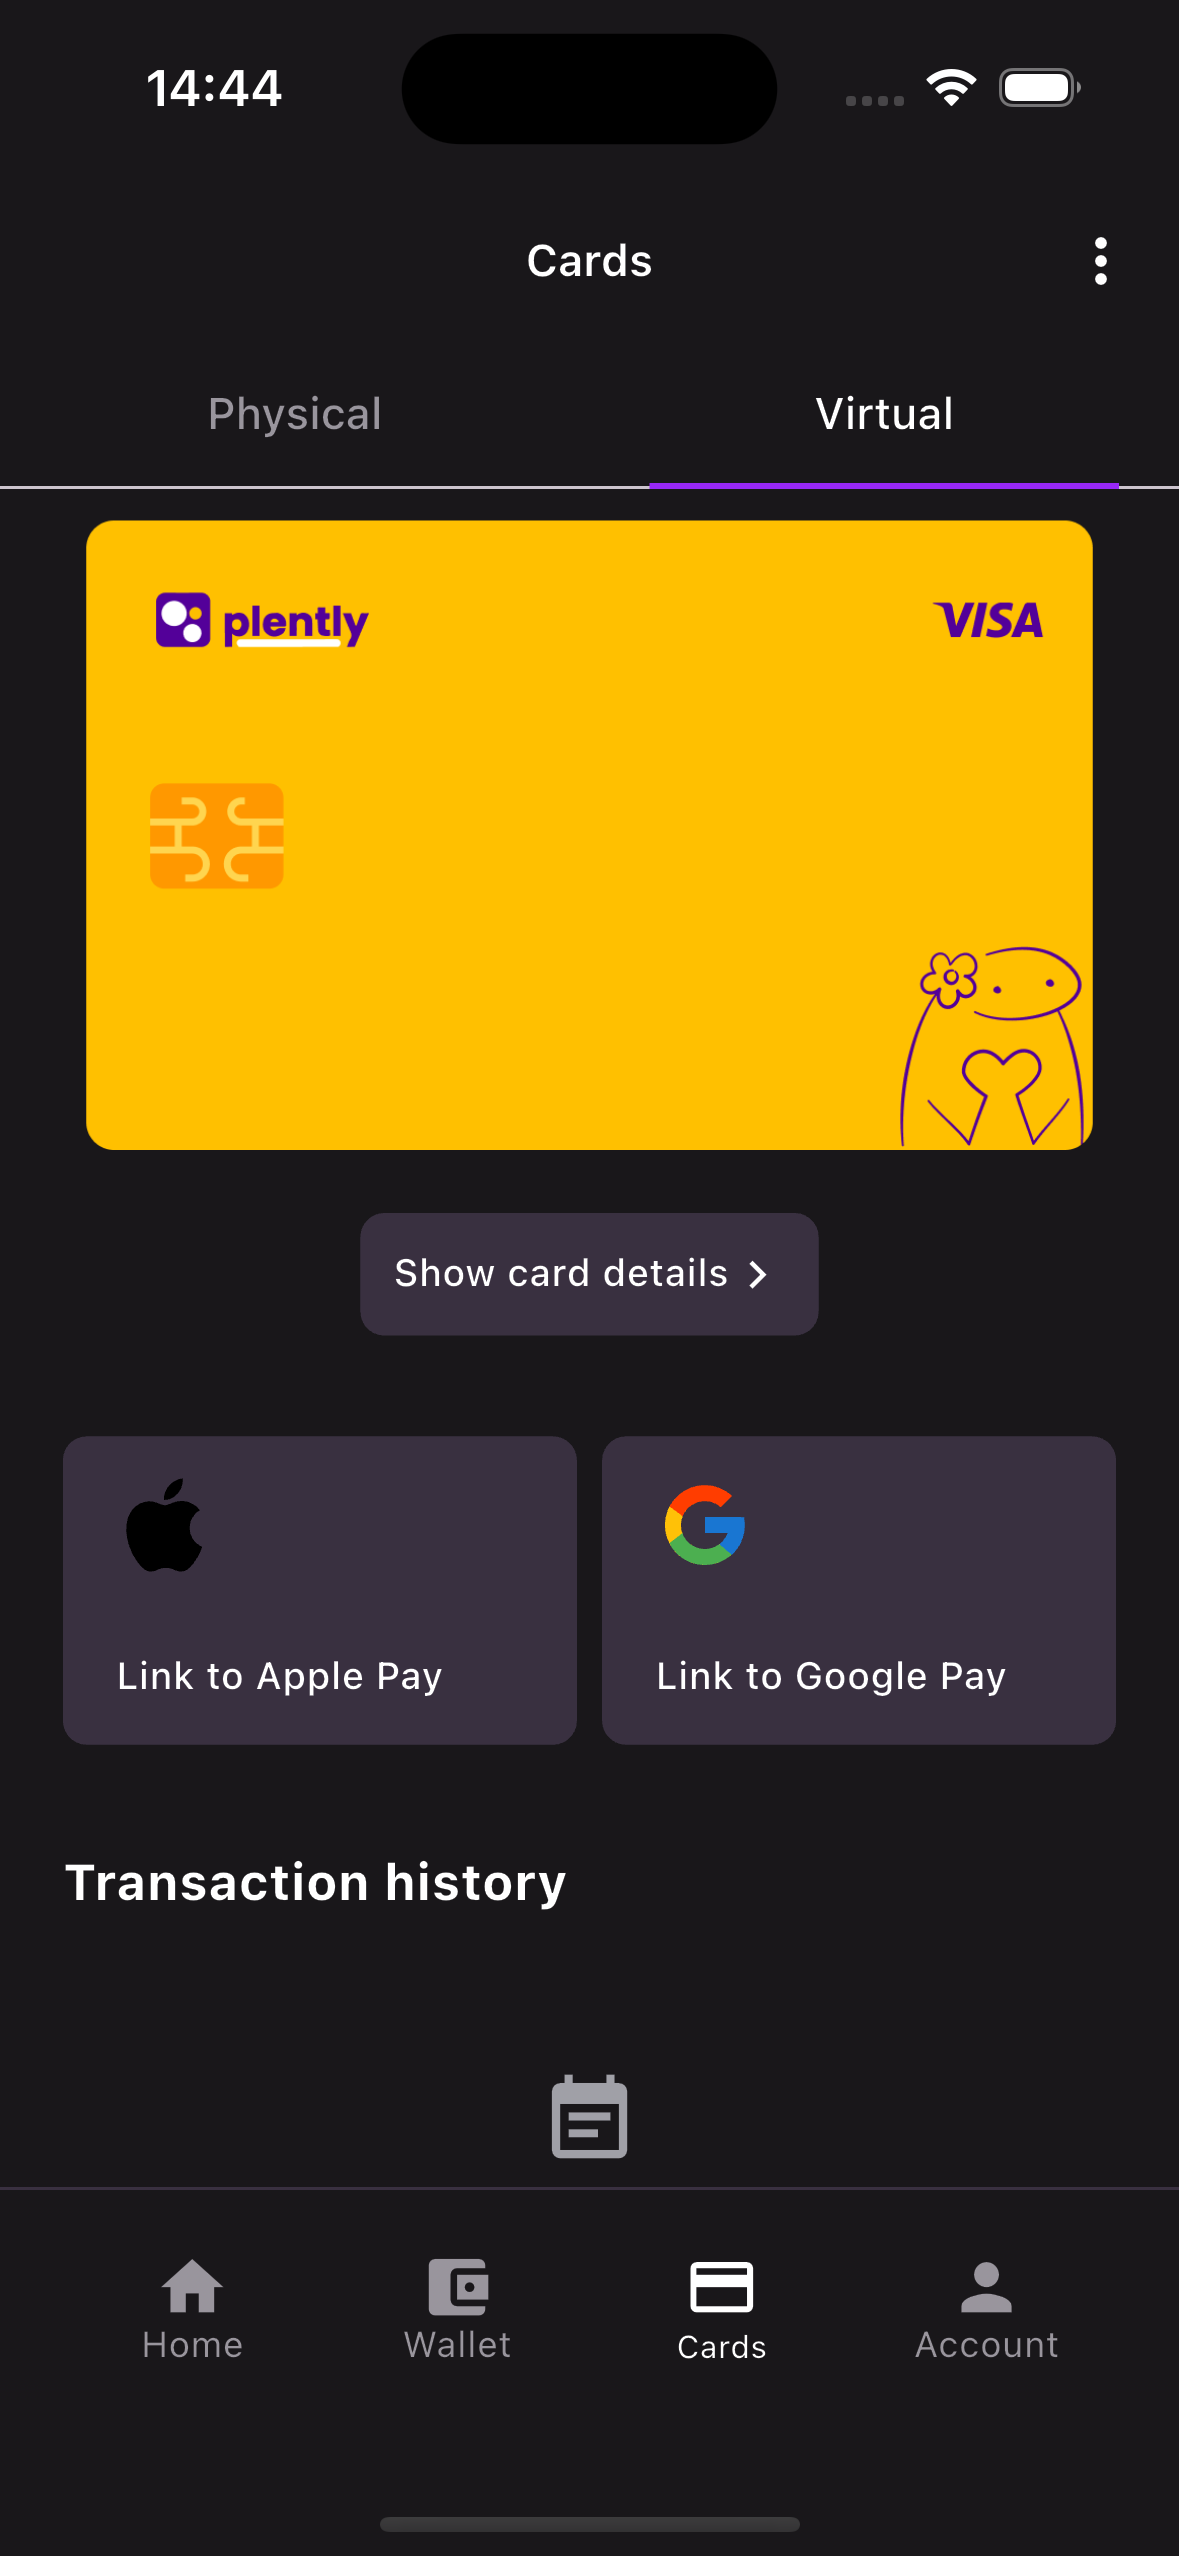 14:44
Cards
Physical
Virtual
plently
VISA
Show card details
Link to Apple Pay
Link to Google Pay
Transaction history
Home
Wallet
Cards
Account